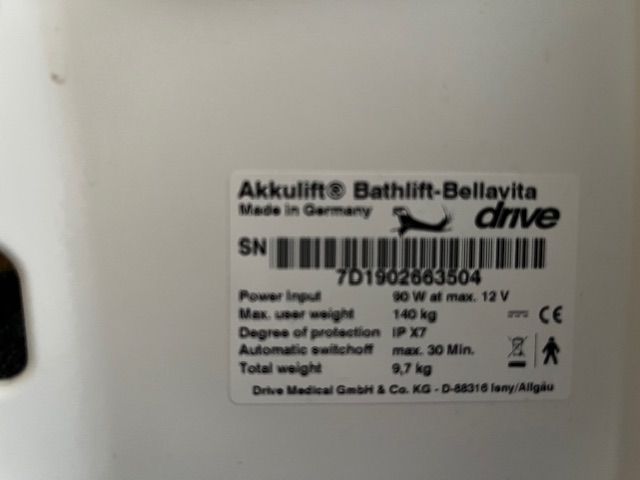 Akkulift® Bathlift-Bellavita
Made in Germany
drive
SN
7D1902663504
Power Input 90 W at max. 12 V
Max. user weight 140 kg
Degree of protection IP X7
Automatic switchoff max. 30 Min.
Total weight 9,7 kg
CE
Drive Medical GmbH & Co. KG - D-88316 Isny/Allgäu